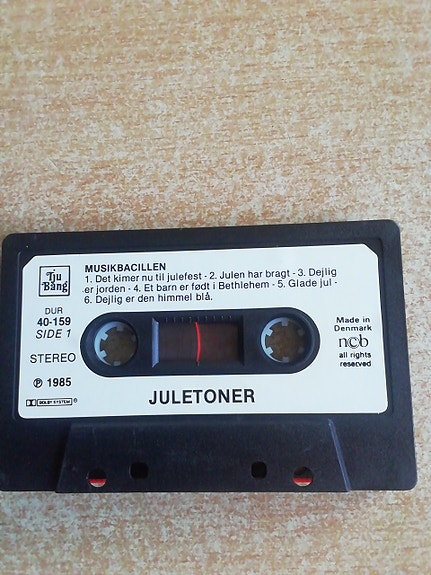 Tju
Bang
MUSIKBACILLEN
1. Det kimer nu til julefest - 2. Julen har bragt - 3. Dejlig
er jorden - 4. Et barn er født i Bethlehem - 5. Glade jul -
6. Dejlig er den himmel blå.
DUR
40-159
SIDE 1
STEREO
℗ 1985
DOLBY SYSTEM
Made in
Denmark
ncb
all rights
reserved
JULETONER